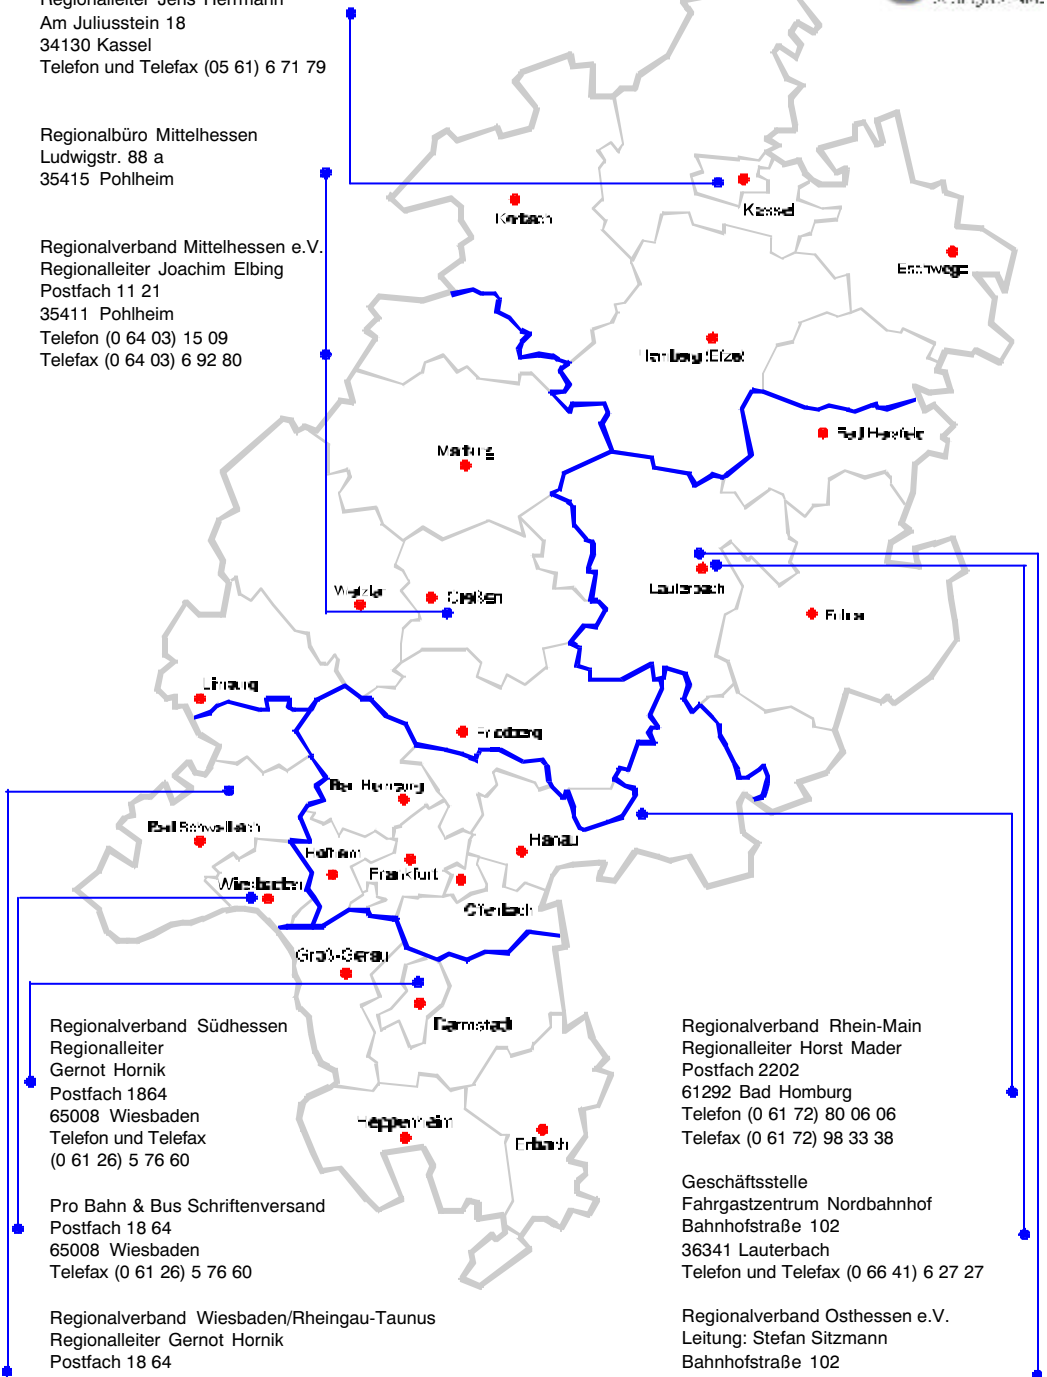 Regionalleiter Jens Herrmann
Am Juliusstein 18
34130 Kassel
Telefon und Telefax (05 61) 6 71 79
Regionalbüro Mittelhessen
Ludwigstr. 88 a
35415 Pohlheim
Regionalverband Mittelhessen e.V.
Regionalleiter Joachim Elbing
Postfach 11 21
35411 Pohlheim
Telefon (0 64 03) 15 09
Telefax (0 64 03) 6 92 80
Korbach
Kassel
Eschwege
Homberg (Efze)
Bad Hersfeld
Marburg
Wetzlar
Gießen
Lauterbach
Fulda
Limburg
Friedberg
Bad Homburg
Bad Schwalbach
Hofheim
Hanau
Frankfurt
Wiesbaden
Offenbach
Groß-Gerau
Darmstadt
Heppenheim
Erbach
Regionalverband Südhessen
Regionalleiter
Gernot Hornik
Postfach 1864
65008 Wiesbaden
Telefon und Telefax
(0 61 26) 5 76 60
Pro Bahn & Bus Schriftenversand
Postfach 18 64
65008 Wiesbaden
Telefax (0 61 26) 5 76 60
Regionalverband Wiesbaden/Rheingau-Taunus
Regionalleiter Gernot Hornik
Postfach 18 64
Regionalverband Rhein-Main
Regionalleiter Horst Mader
Postfach 2202
61292 Bad Homburg
Telefon (0 61 72) 80 06 06
Telefax (0 61 72) 98 33 38
Geschäftsstelle
Fahrgastzentrum Nordbahnhof
Bahnhofstraße 102
36341 Lauterbach
Telefon und Telefax (0 66 41) 6 27 27
Regionalverband Osthessen e.V.
Leitung: Stefan Sitzmann
Bahnhofstraße 102